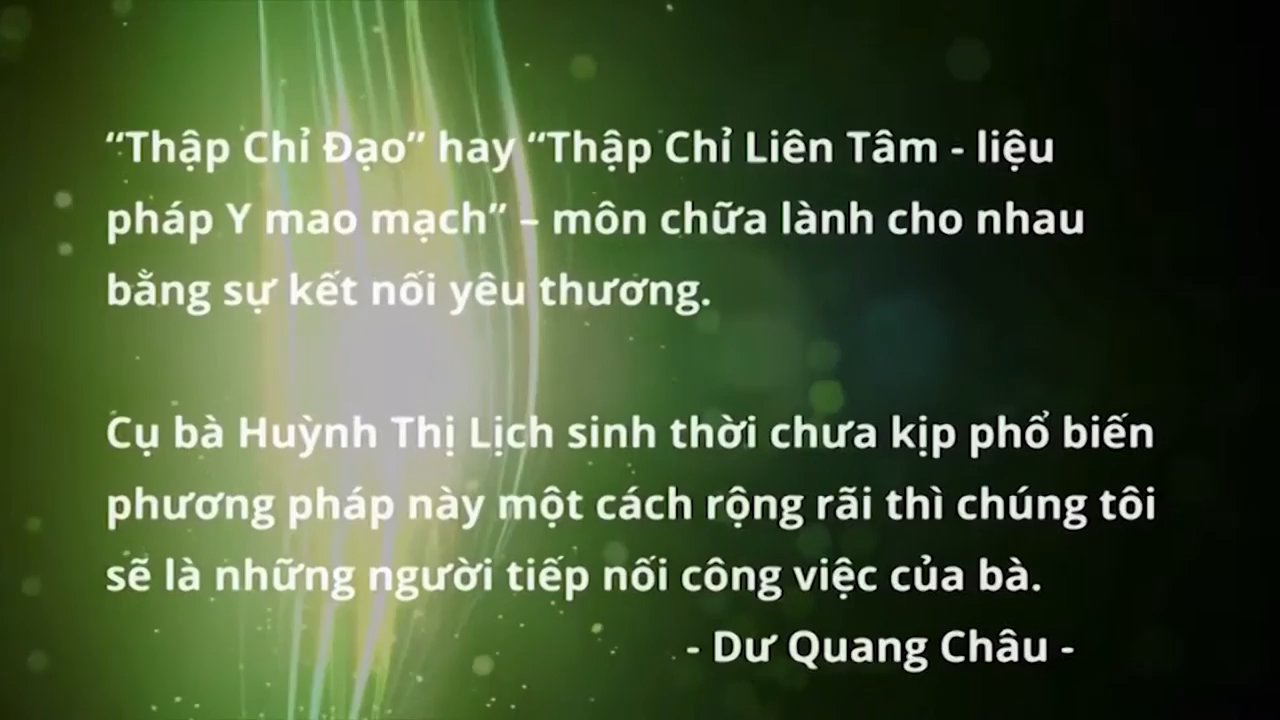 “Thập Chỉ Đạo” hay “Thập Chỉ Liên Tâm - liệu
pháp Y mao mạch” – môn chữa lành cho nhau
bằng sự kết nối yêu thương.
Cụ bà Huỳnh Thị Lịch sinh thời chưa kịp phổ biến
phương pháp này một cách rộng rãi thì chúng tôi
sẽ là những người tiếp nối công việc của bà.
- Dư Quang Châu -